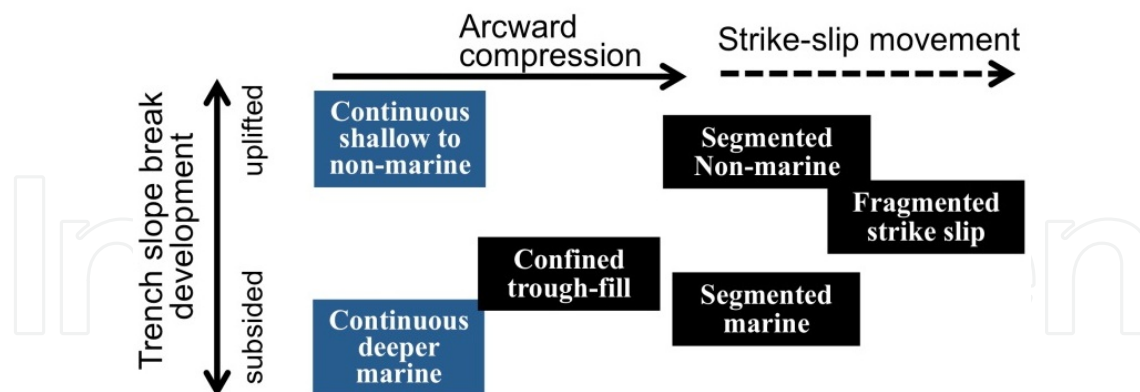 Arcward
compression
Strike-slip movement
Trench slope break
development
uplifted
subsided
Continuous
shallow to
non-marine
Segmented
Non-marine
Fragmented
strike slip
Confined
trough-fill
Segmented
marine
Continuous
deeper
marine